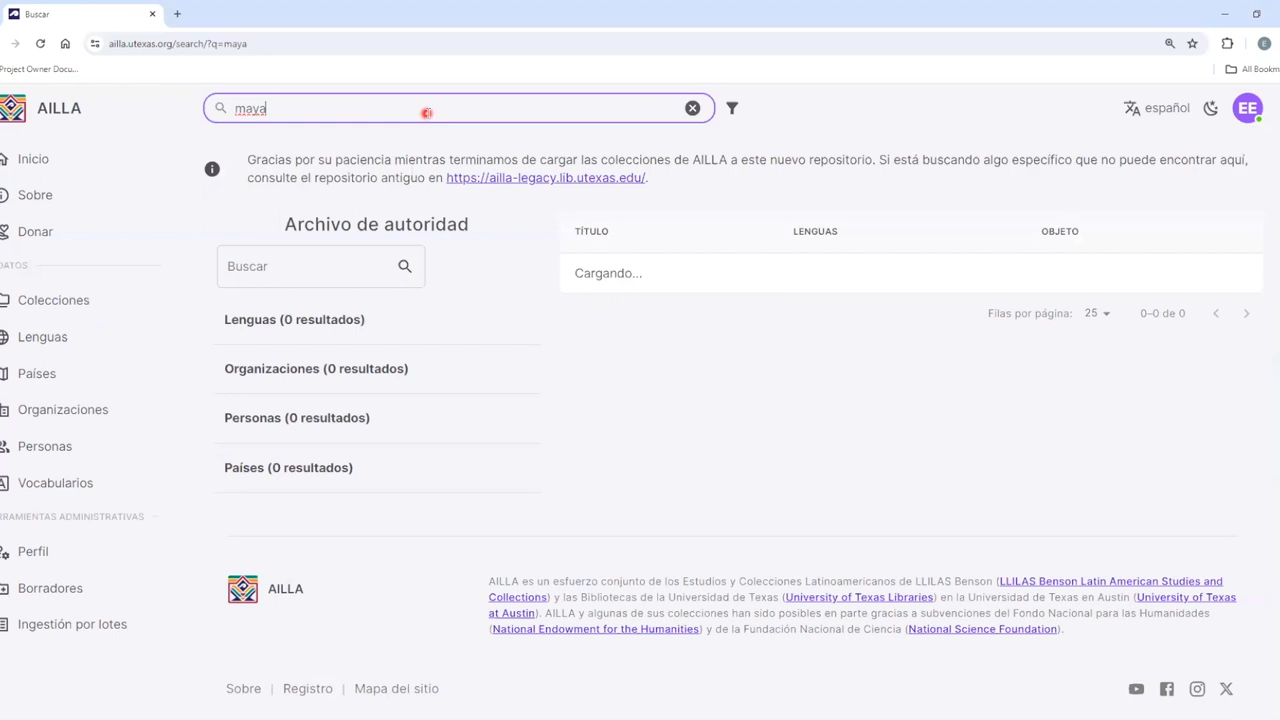 Buscar
ailla.utexas.org/search/?q=maya
Project Owner Docu...
All Bookm
AILLA
maya
español
EE
Inicio
Sobre
Donar
DATOS
Colecciones
Lenguas
Países
Organizaciones
Personas
Vocabularios
RRAMIENTAS ADMINISTRATIVAS
Perfil
Borradores
Ingestión por lotes
Gracias por su paciencia mientras terminamos de cargar las colecciones de AILLA a este nuevo repositorio. Si está buscando algo específico que no puede encontrar aquí,
consulte el repositorio antiguo en https://ailla-legacy.lib.utexas.edu/.
Archivo de autoridad
Buscar
Lenguas (0 resultados)
Organizaciones (0 resultados)
Personas (0 resultados)
Países (0 resultados)
TÍTULO LENGUAS OBJETO
Cargando...
Filas por página: 25 0–0 de 0
AILLA
AILLA es un esfuerzo conjunto de los Estudios y Colecciones Latinoamericanos de LLILAS Benson (LLILAS Benson Latin American Studies and
Collections) y las Bibliotecas de la Universidad de Texas (University of Texas Libraries) en la Universidad de Texas en Austin (University of Texas
at Austin). AILLA y algunas de sus colecciones han sido posibles en parte gracias a subvenciones del Fondo Nacional para las Humanidades
(National Endowment for the Humanities) y de la Fundación Nacional de Ciencia (National Science Foundation).
Sobre | Registro | Mapa del sitio